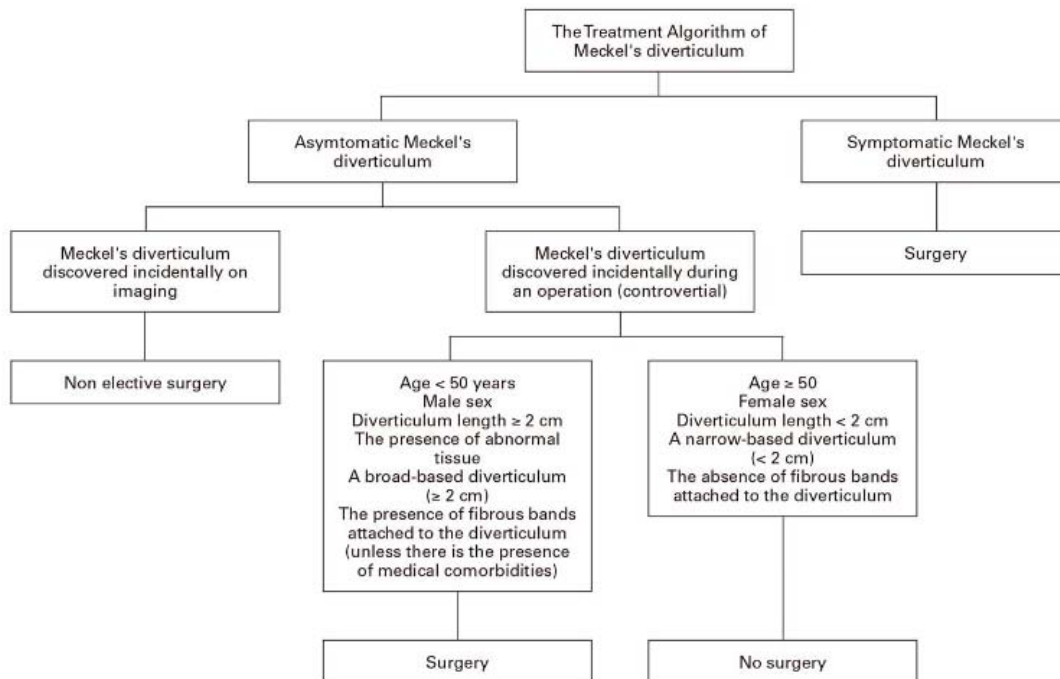 The Treatment Algorithm of
Meckel's diverticulum
Asymtomatic Meckel's
diverticulum
Symptomatic Meckel's
diverticulum
Meckel's diverticulum
discovered incidentally on
imaging
Meckel's diverticulum
discovered incidentally during
an operation (controvertial)
Surgery
Non elective surgery
Age < 50 years
Male sex
Diverticulum length ≥ 2 cm
The presence of abnormal
tissue
A broad-based diverticulum
(≥ 2 cm)
The presence of fibrous bands
attached to the diverticulum
(unless there is the presence
of medical comorbidities)
Age ≥ 50
Female sex
Diverticulum length < 2 cm
A narrow-based diverticulum
(< 2 cm)
The absence of fibrous bands
attached to the diverticulum
Surgery
No surgery